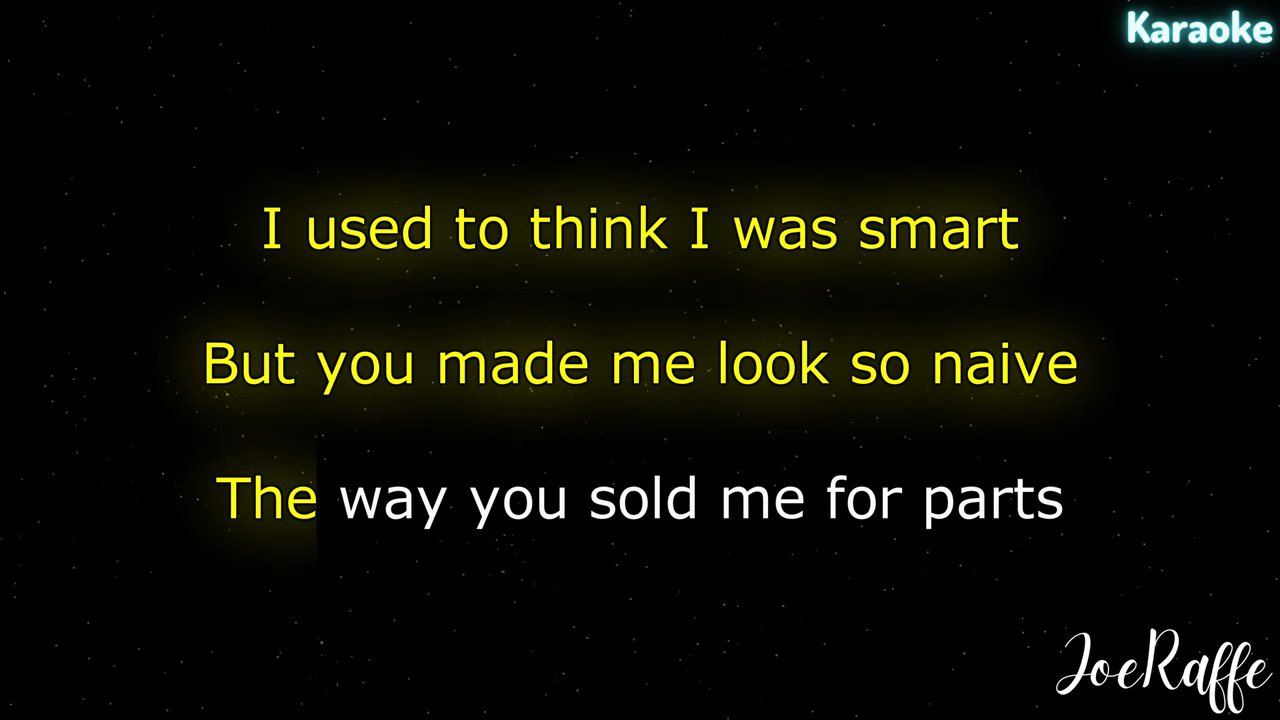 Karaoke
I used to think I was smart
But you made me look so naive
The way you sold me for parts
JoeRaffe